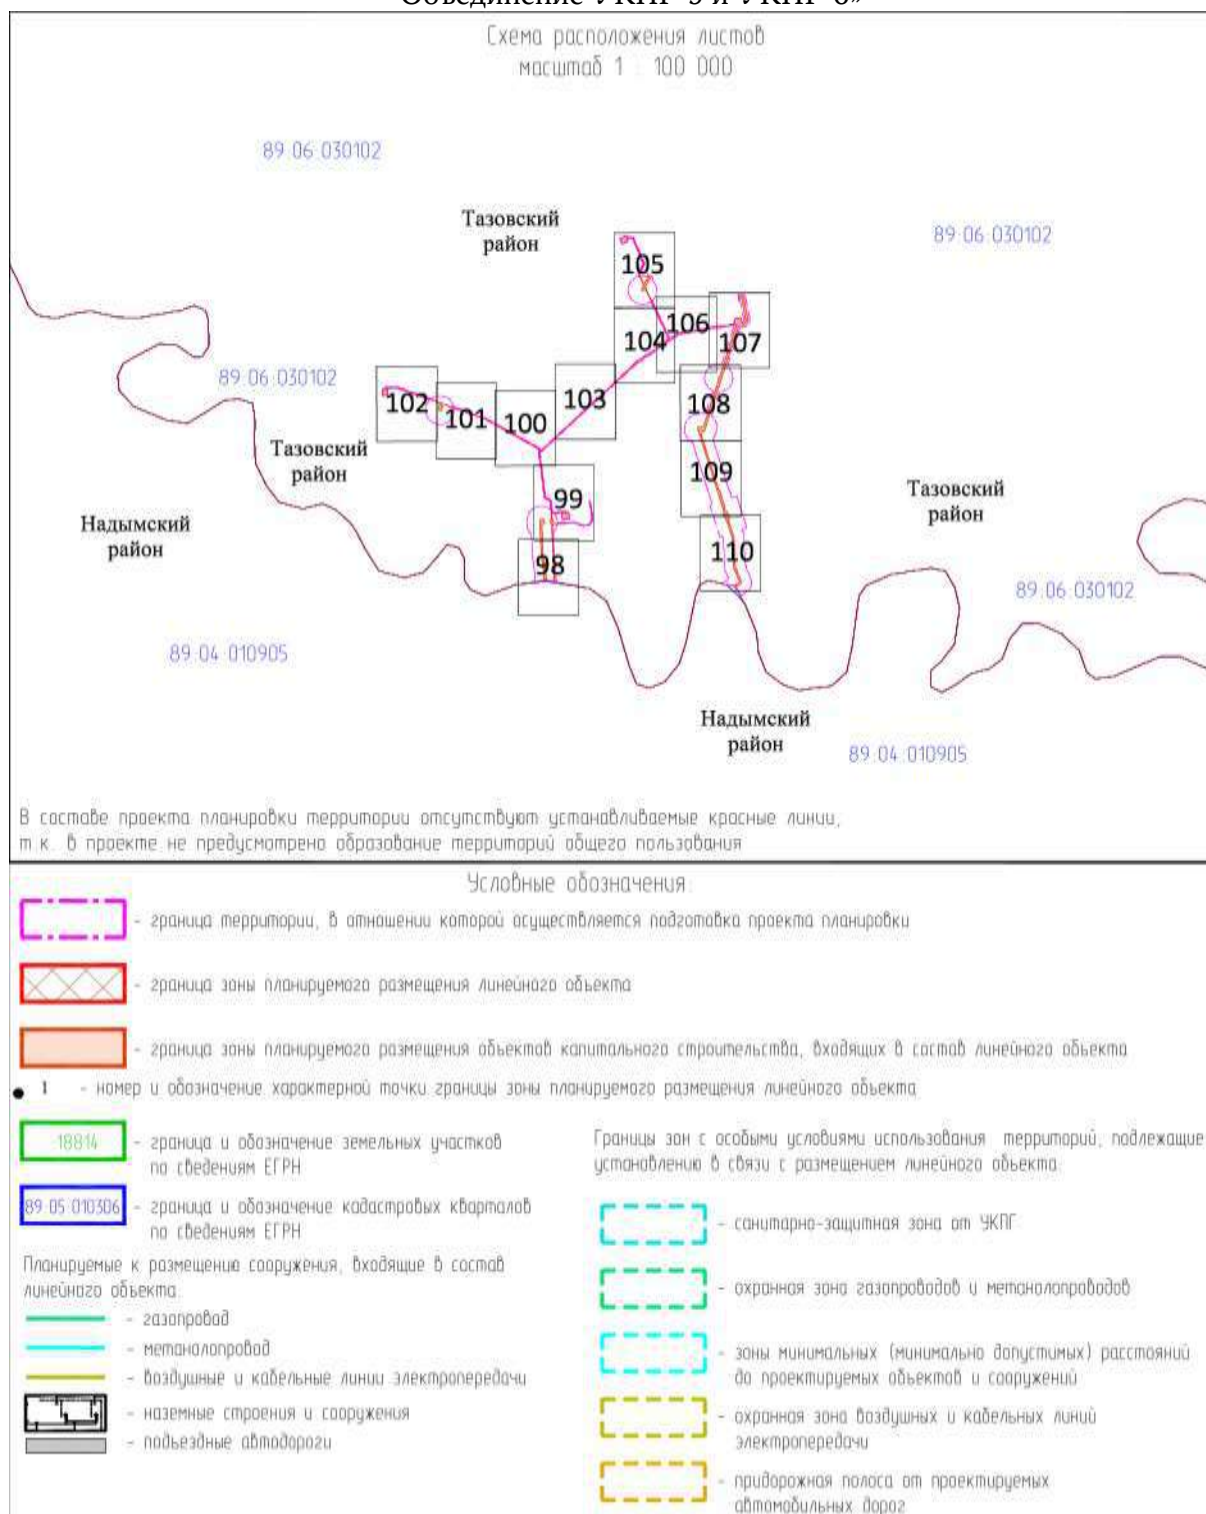 Объединение УКПГ-5 и УКПГ-6»
Схема расположения листов
масштаб 1 : 100 000
89:06:030102
Тазовский
район
89:06:030102
105
106
104
107
89:06:030102
102
101
100
103
108
Тазовский
район
109
99
Тазовский
район
Надымский
район
110
98
89:06:030102
89:04:010905
Надымский
район
89:04:010905
В составе проекта планировки территории отсутствуют устанавливаемые красные линии,
т.к. в проекте не предусмотрено образование территорий общего пользования
Условные обозначения:
- граница территории, в отношении которой осуществляется подготовка проекта планировки
- граница зоны планируемого размещения линейного объекта
- граница зоны планируемого размещения объектов капитального строительства, входящих в состав линейного объекта
1 - номер и обозначение характерной точки границы зоны планируемого размещения линейного объекта
:18814 - граница и обозначение земельных участков
по сведениям ЕГРН
89:05:010306 - граница и обозначение кадастровых кварталов
по сведениям ЕГРН
Планируемые к размещению сооружения, входящие в состав
линейного объекта:
- газопровод
- метанолопровод
- воздушные и кабельные линии электропередачи
- наземные строения и сооружения
- подъездные автодороги
Границы зон с особыми условиями использования территорий, подлежащие
установлению в связи с размещением линейного объекта:
- санитарно-защитная зона от УКПГ
- охранная зона газопроводов и метанолопроводов
- зоны минимальных (минимально допустимых) расстояний
до проектируемых объектов и сооружений
- охранная зона воздушных и кабельных линий
электропередачи
- придорожная полоса от проектируемых
автомобильных дорог